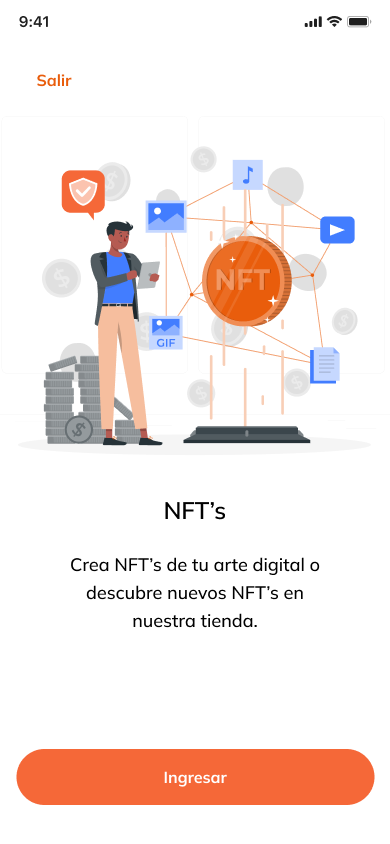 9:41
Salir
NFT
GIF
NFT’s
Crea NFT’s de tu arte digital o
descubre nuevos NFT’s en
nuestra tienda.
Ingresar